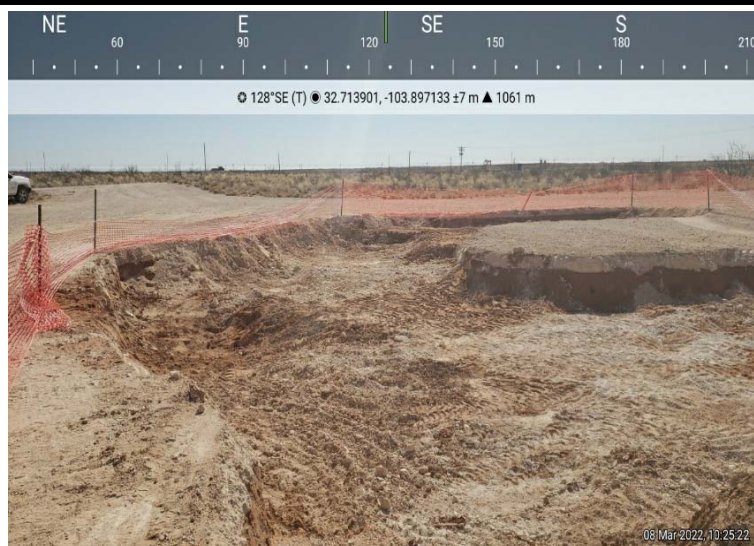 NE E SE S
60 90 120 150 180 210
128°SE (T) 32.713901, -103.897133 ±7 m ▲ 1061 m
08 Mar 2022, 10:25:22